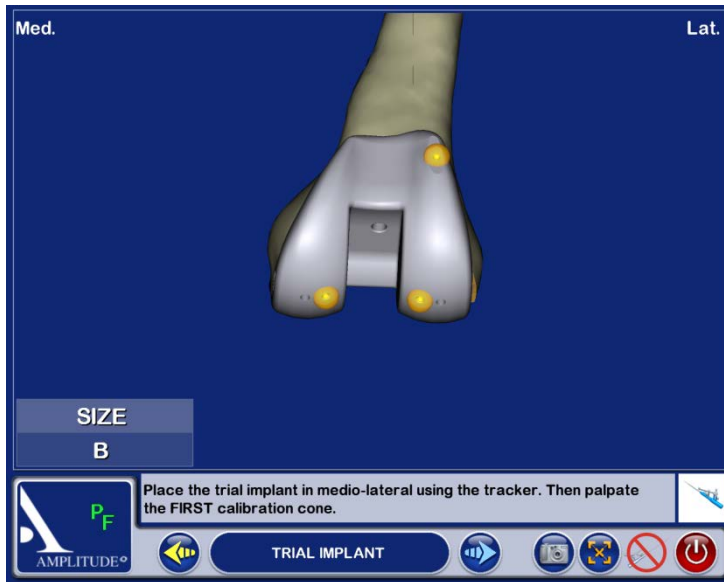 Med.
Lat.
SIZE
B
Place the trial implant in medio-lateral using the tracker. Then palpate
the FIRST calibration cone.
PF
AMPLITUDE
TRIAL IMPLANT